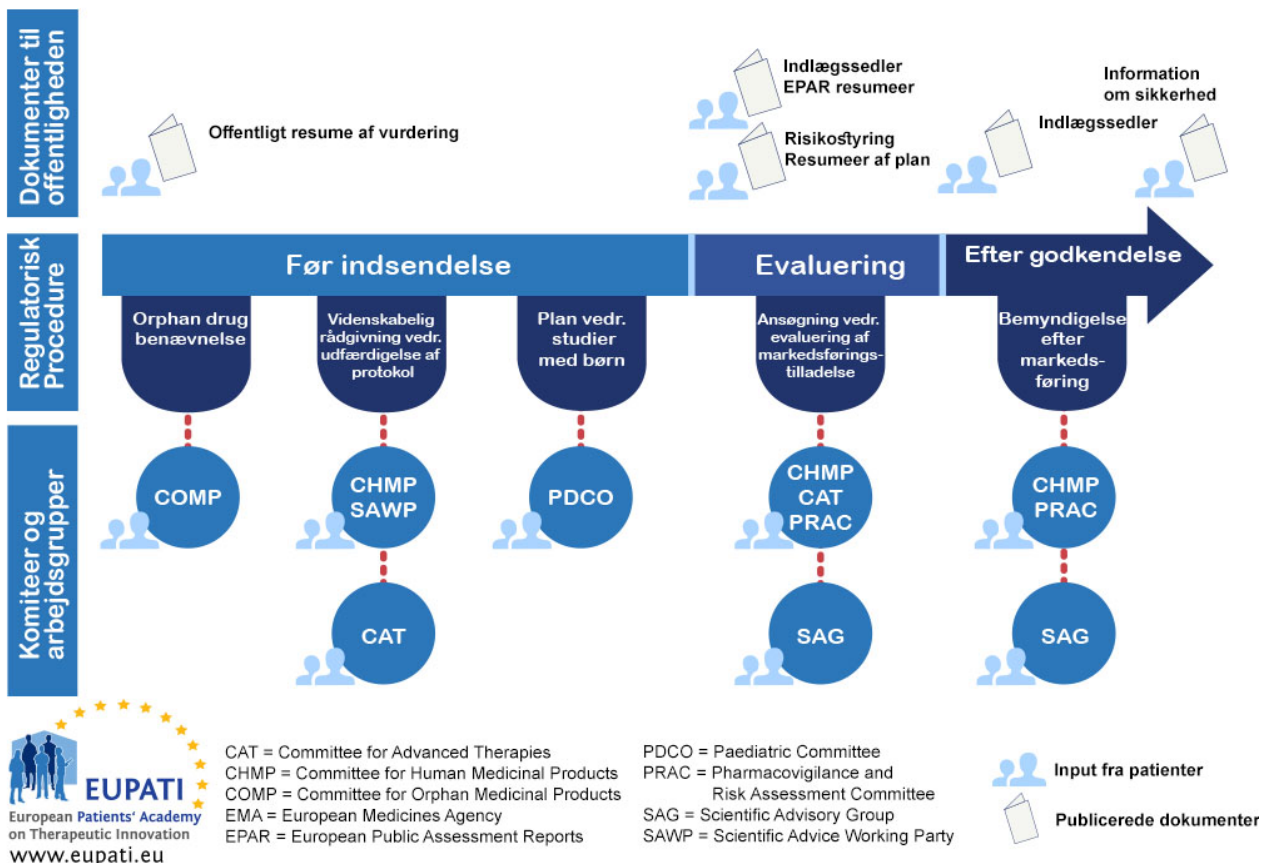 Dokumenter til
offentligheden
Offentligt resume af vurdering
Indlægssedler
EPAR resumeer
Risikostyring
Resumeer af plan
Indlægssedler
Information
om sikkerhed
Regulatorisk
Procedure
Før indsendelse
Evaluering
Efter godkendelse
Orphan drug
benævnelse
Videnskabelig
rådgivning vedr.
udfærdigelse af
protokol
Plan vedr.
studier
med børn
Ansøgning vedr.
evaluering af
markedsførings-
tilladelse
Bemyndigelse
efter
markeds-
føring
Komiteer og
arbejdsgrupper
COMP
CHMP
SAWP
CAT
PDCO
CHMP
CAT
PRAC
SAG
CHMP
PRAC
SAG
EUPATI
European Patients' Academy
on Therapeutic Innovation
www.eupati.eu
CAT = Committee for Advanced Therapies
CHMP = Committee for Human Medicinal Products
COMP = Committee for Orphan Medicinal Products
EMA = European Medicines Agency
EPAR = European Public Assessment Reports
PDCO = Paediatric Committee
PRAC = Pharmacovigilance and
Risk Assessment Committee
SAG = Scientific Advisory Group
SAWP = Scientific Advice Working Party
Input fra patienter
Publicerede dokumenter